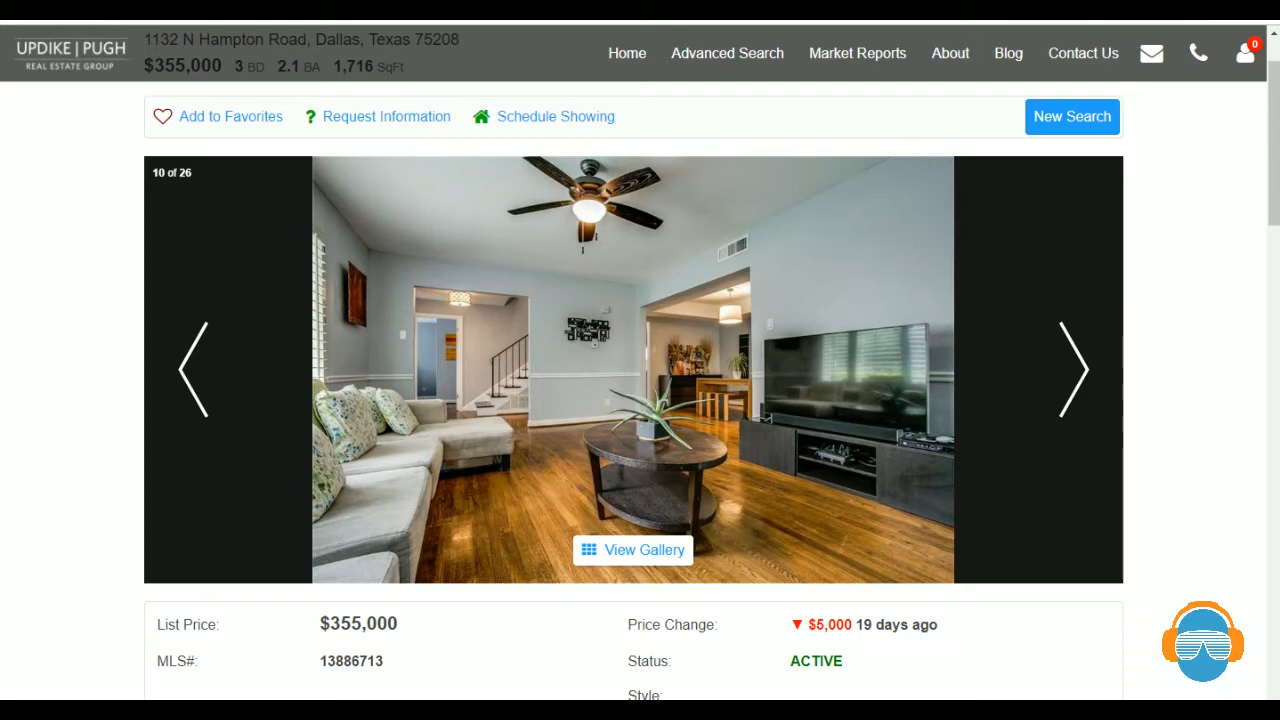 UPDIKE | PUGH
REAL ESTATE GROUP
1132 N Hampton Road, Dallas, Texas 75208
$355,000 3 BD 2.1 BA 1,716 SqFt
Home Advanced Search Market Reports About Blog Contact Us 0
Add to Favorites ? Request Information Schedule Showing New Search
10 of 26
View Gallery
List Price: $355,000 Price Change: ▼ $5,000 19 days ago
MLS#: 13886713 Status: ACTIVE
Style: